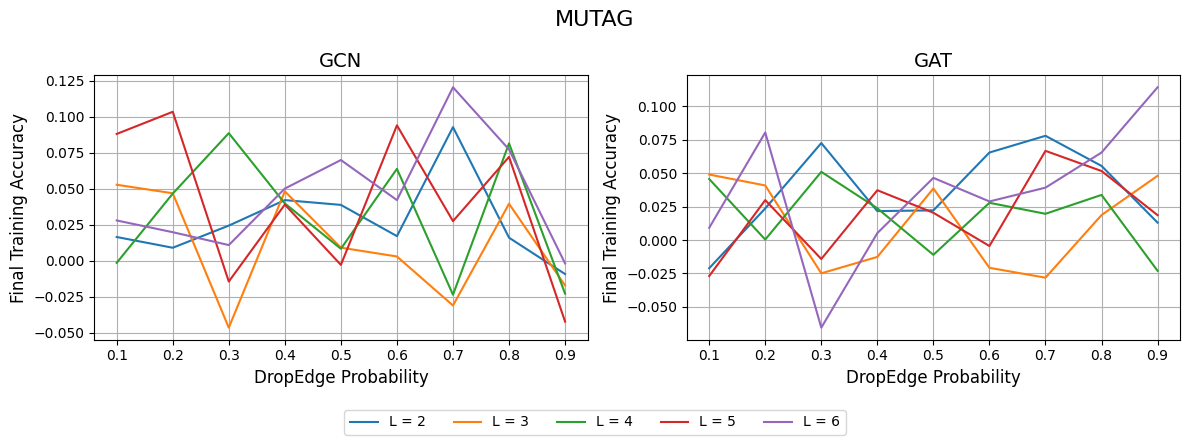 MUTAG
GCN
Final Training Accuracy
0.125
0.100
0.075
0.050
0.025
0.000
−0.025
−0.050
0.1 0.2 0.3 0.4 0.5 0.6 0.7 0.8 0.9
DropEdge Probability
GAT
Final Training Accuracy
0.100
0.075
0.050
0.025
0.000
−0.025
−0.050
0.1 0.2 0.3 0.4 0.5 0.6 0.7 0.8 0.9
DropEdge Probability
L = 2 L = 3 L = 4 L = 5 L = 6